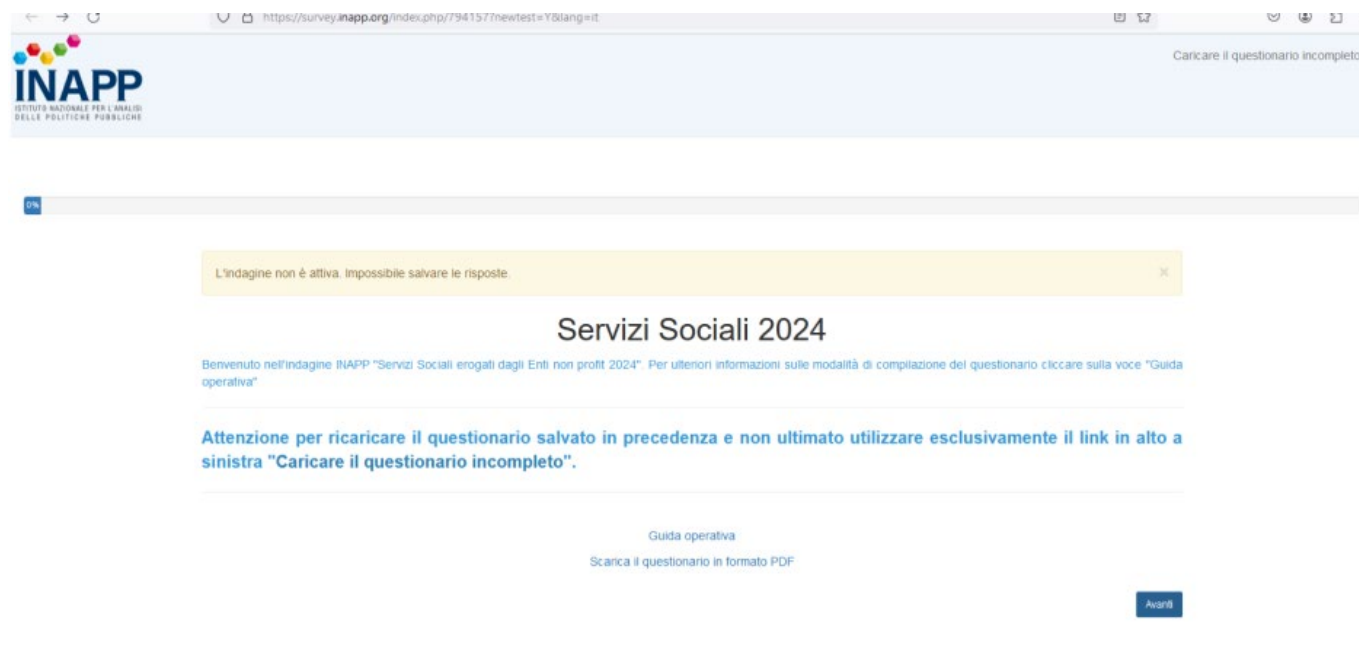 https://survey.inapp.org/index.php/794157?newtest=Y&lang=it
Caricare il questionario incompleto
INAPP
ISTITUTO NAZIONALE PER L'ANALISI
DELLE POLITICHE PUBBLICHE
0%
L'indagine non è attiva. Impossibile salvare le risposte.
Servizi Sociali 2024
Benvenuto nell'indagine INAPP "Servizi Sociali erogati dagli Enti non profit 2024". Per ulteriori informazioni sulle modalità di compilazione del questionario cliccare sulla voce "Guida
operativa"
Attenzione per ricaricare il questionario salvato in precedenza e non ultimato utilizzare esclusivamente il link in alto a
sinistra "Caricare il questionario incompleto".
Guida operativa
Scarica il questionario in formato PDF
Avanti